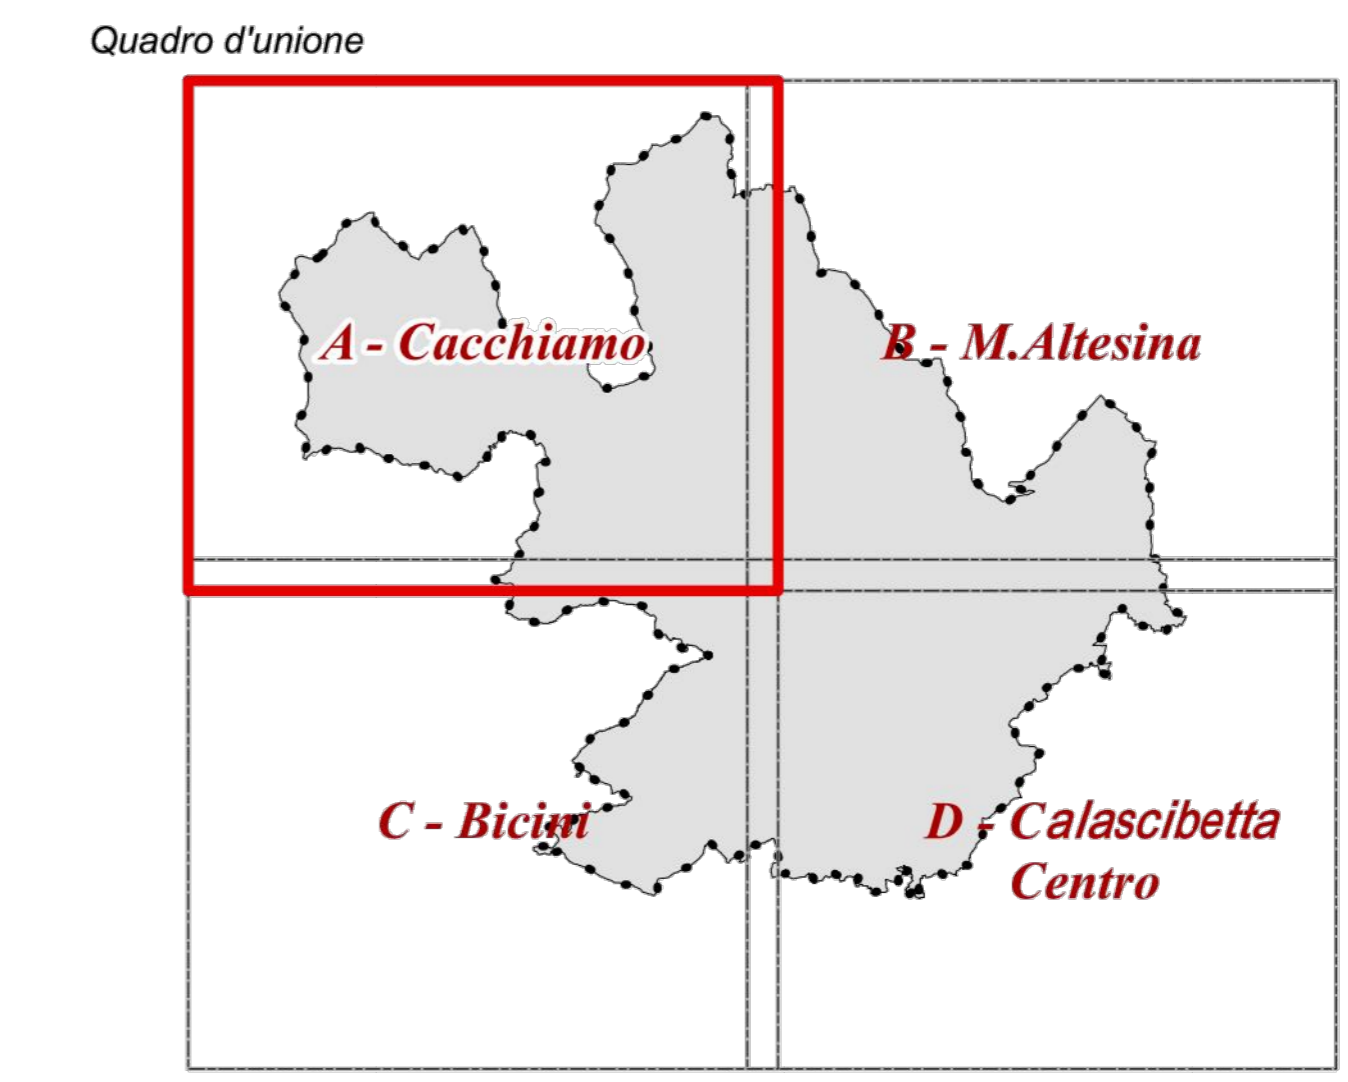 Quadro d'unione
A - Cacchiamo
B - M.Altesina
C - Bicini
D - Calascibetta
Centro